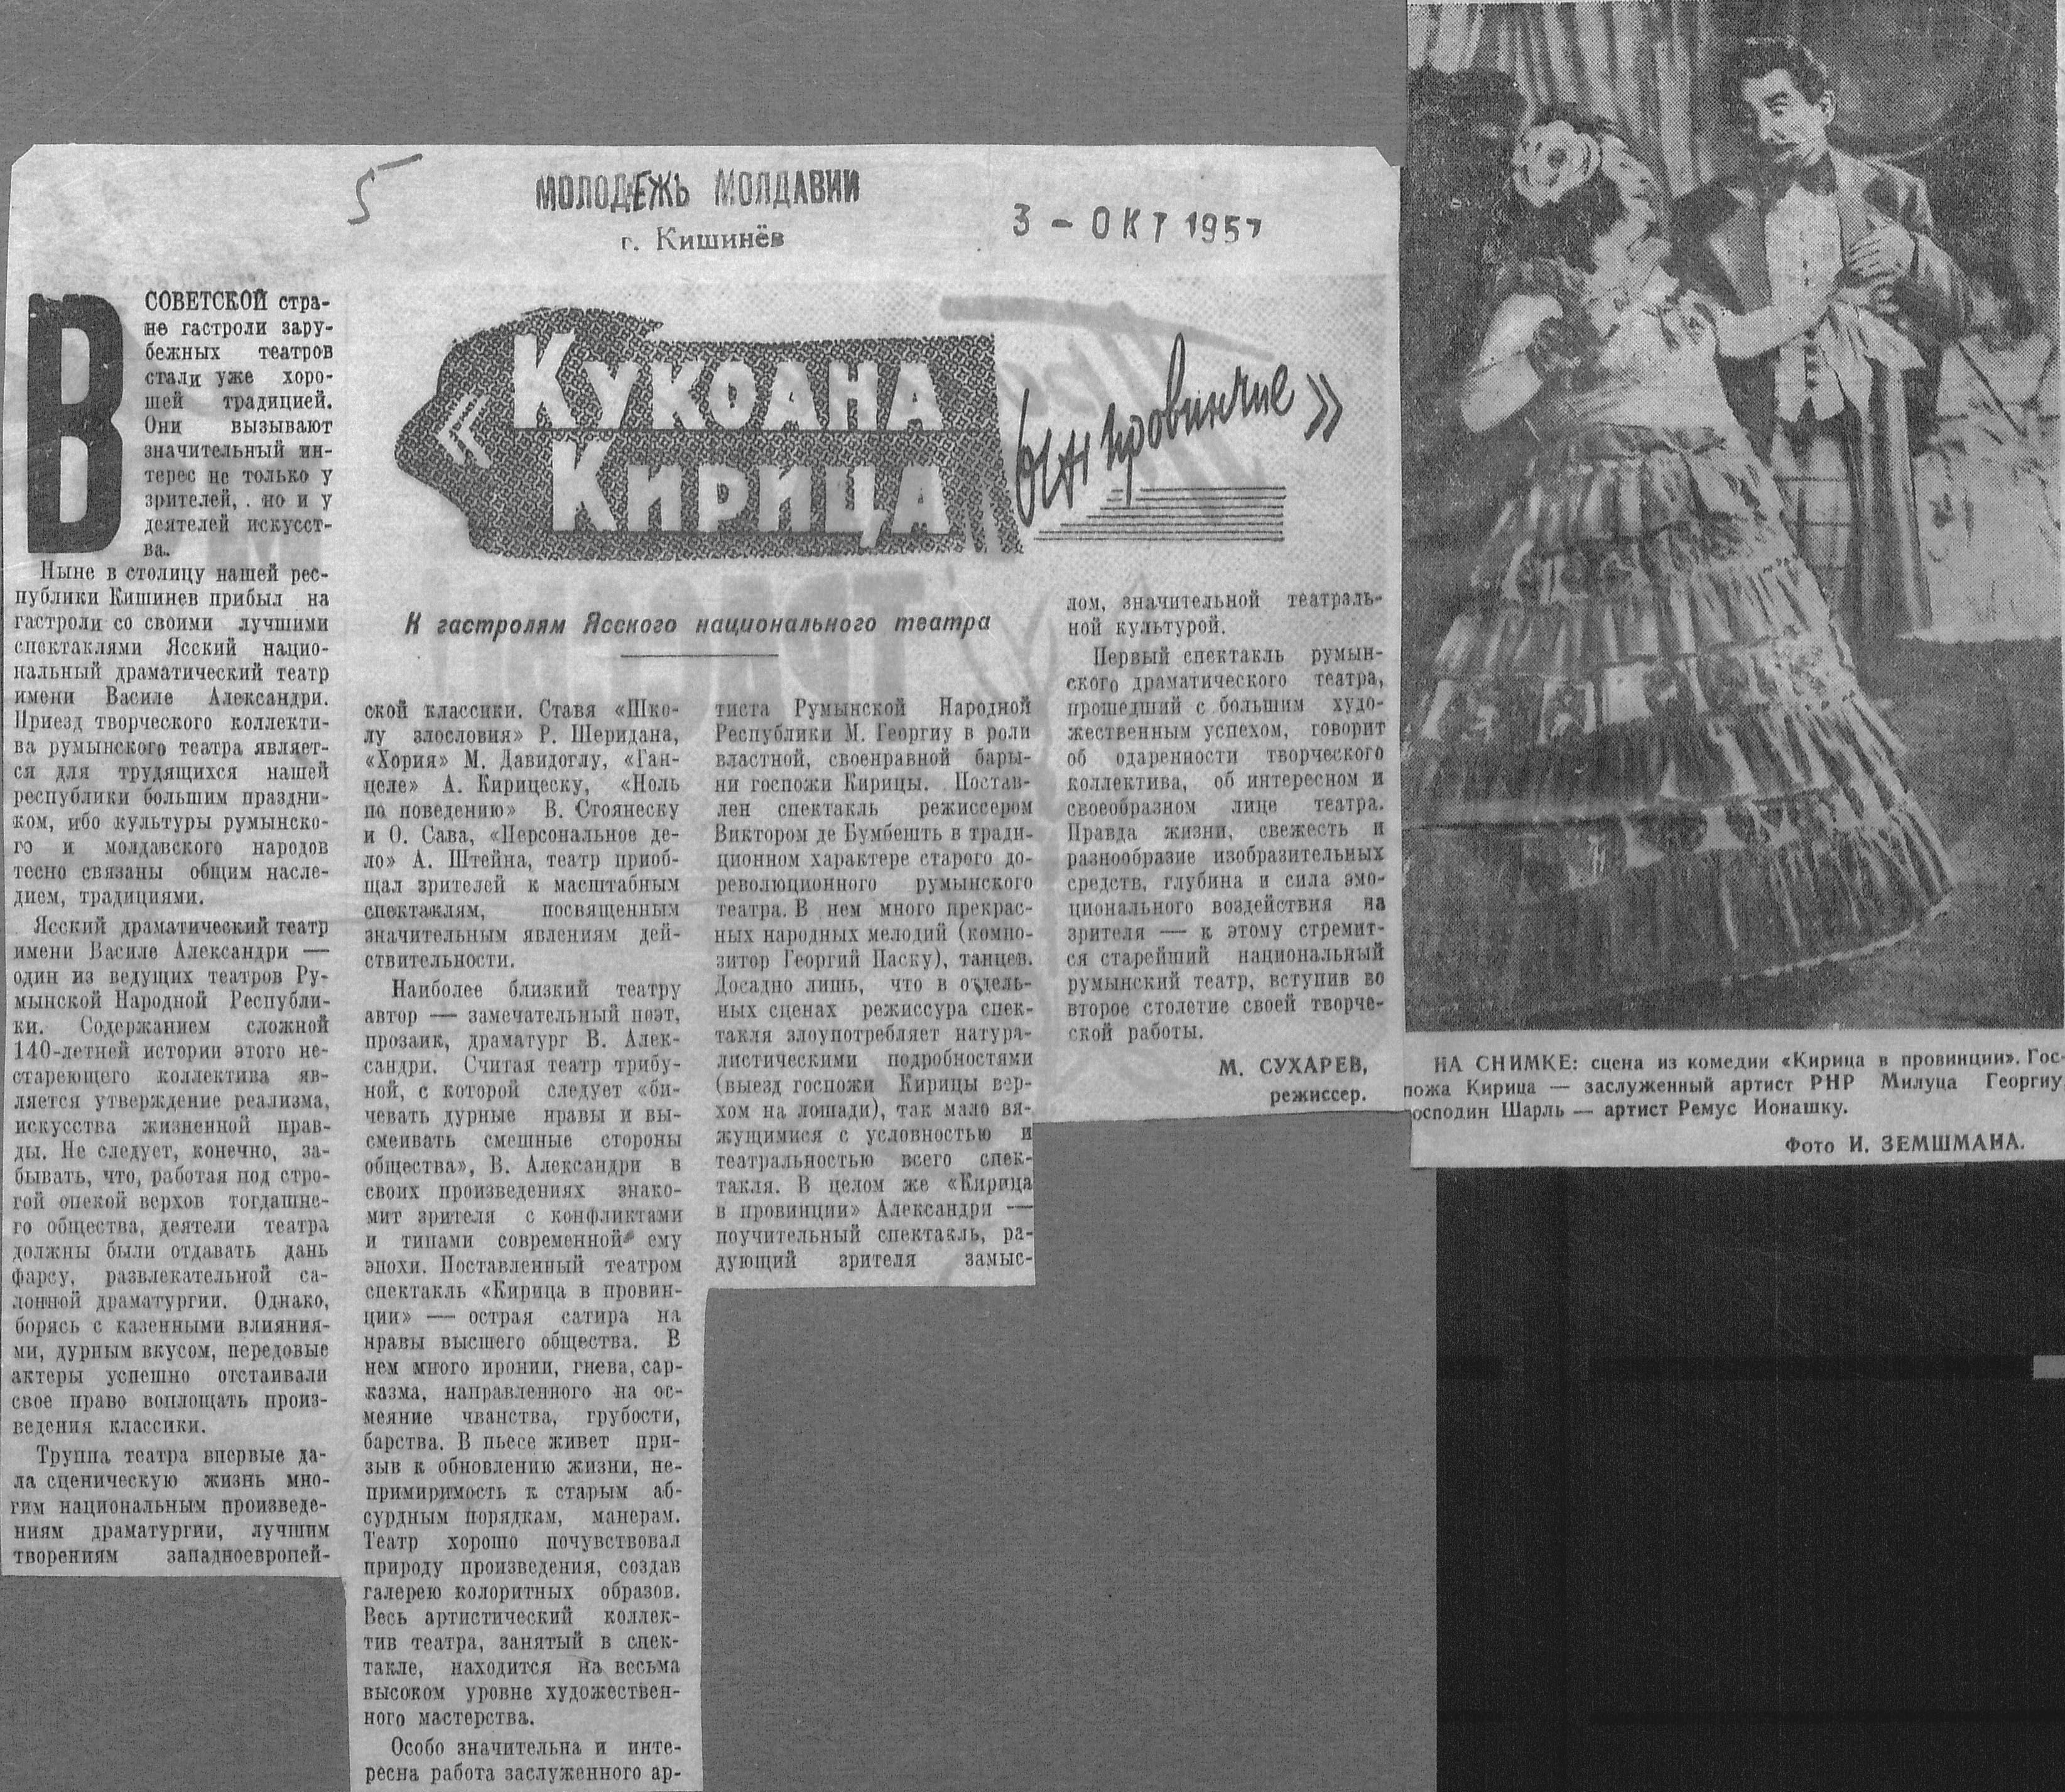 5
МОЛОДЕЖЬ МОЛДАВИИ
г. Кишинёв
3 - ОКТ 1957
« КУКОАНА
КИРИЦА
ын провинчие »
К гастролям Ясского национального театра
В СОВЕТСКОЙ стра-
не гастроли зару-
бежных театров
стали уже хоро-
шей традицией.
Они вызывают
значительный ин-
терес не только у
зрителей, но и у
деятелей искусст-
ва.
Ныне в столицу нашей рес-
публики Кишинев прибыл на
гастроли со своими лучшими
спектаклями Ясский нацио-
нальный драматический театр
имени Василе Александри.
Приезд творческого коллекти-
ва румынского театра являет-
ся для трудящихся нашей
республики большим праздни-
ком, ибо культуры румынско-
го и молдавского народов
тесно связаны общим насле-
дием, традициями.
Ясский драматический театр
имени Василе Александри —
один из ведущих театров Ру-
мынской Народной Республи-
ки. Содержанием сложной
140-летней истории этого не-
стареющего коллектива яв-
ляется утверждение реализма,
искусства жизненной прав-
ды. Не следует, конечно, за-
бывать, что, работая под стро-
гой опекой верхов тогдашне-
го общества, деятели театра
должны были отдавать дань
фарсу, развлекательной са-
лонной драматургии. Однако,
борясь с казенными влияния-
ми, дурным вкусом, передовые
актеры успешно отстаивали
свое право воплощать произ-
ведения классики.
Труппа театра впервые да-
ла сценическую жизнь мно-
гим национальным произведе-
ниям драматургии, лучшим
творениям западноевропей-
ской классики. Ставя «Шко-
лу злословия» Р. Шеридана,
«Хория» М. Давидоглу, «Ган-
целе» А. Кирицеску, «Ноль
по поведению» В. Стоянеску
и О. Сава, «Персональное де-
ло» А. Штейна, театр приоб-
щал зрителей к масштабным
спектаклям, посвященным
значительным явлениям дей-
ствительности.
Наиболее близкий театру
автор — замечательный поэт,
прозаик, драматург В. Алек-
сандри. Считая театр трибу-
ной, с которой следует «би-
чевать дурные нравы и вы-
смеивать смешные стороны
общества», В. Александри в
своих произведениях знако-
мит зрителя с конфликтами
и типами современной ему
эпохи. Поставленный театром
спектакль «Кирица в провин-
ции» — острая сатира на
нравы высшего общества. В
нем много иронии, гнева, сар-
казма, направленного на ос-
меяние чванства, грубости,
барства. В пьесе живет при-
зыв к обновлению жизни, не-
примиримость к старым аб-
сурдным порядкам, манерам.
Театр хорошо почувствовал
природу произведения, создав
галерею колоритных образов.
Весь артистический коллек-
тив театра, занятый в спек-
такле, находится на весьма
высоком уровне художествен-
ного мастерства.
Особо значительна и инте-
ресна работа заслуженного ар-
тиста Румынской Народной
Республики М. Георгиу в роли
властной, своенравной бары-
ни госпожи Кирицы. Постав-
лен спектакль режиссером
Виктором де Бумбешть в тради-
ционном характере старого до-
революционного румынского
театра. В нем много прекрас-
ных народных мелодий (компо-
зитор Георгий Паску), танцев.
Досадно лишь, что в отдель-
ных сценах режиссура спек-
такля злоупотребляет натура-
листическими подробностями
(выезд госпожи Кирицы вер-
хом на лошади), так мало вя-
жущимися с условностью и
театральностью всего спек-
такля. В целом же «Кирица
в провинции» Александри —
поучительный спектакль, ра-
дующий зрителя замыс-
лом, значительной театраль-
ной культурой.
Первый спектакль румын-
ского драматического театра,
прошедший с большим худо-
жественным успехом, говорит
об одаренности творческого
коллектива, об интересном и
своеобразном лице театра.
Правда жизни, свежесть и
разнообразие изобразительных
средств, глубина и сила эмо-
ционального воздействия на
зрителя — к этому стремит-
ся старейший национальный
румынский театр, вступив во
второе столетие своей творче-
ской работы.
М. СУХАРЕВ,
режиссер.
НА СНИМКЕ: сцена из комедии «Кирица в провинции». Гос-
пожа Кирица — заслуженный артист РНР Милуца Георгиу,
господин Шарль — артист Ремус Ионашку.
Фото И. ЗЕМШМАНА.